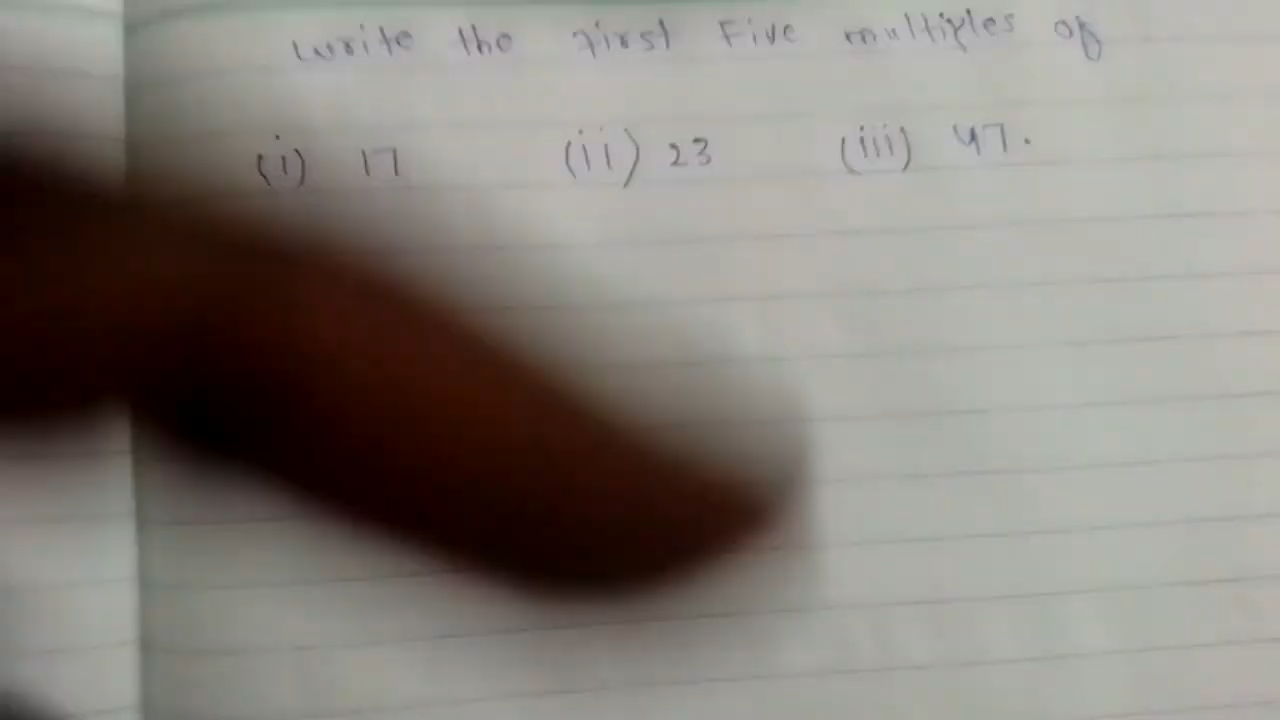 write the first Five multiples of
(i) 17 (ii) 23 (iii) 47.